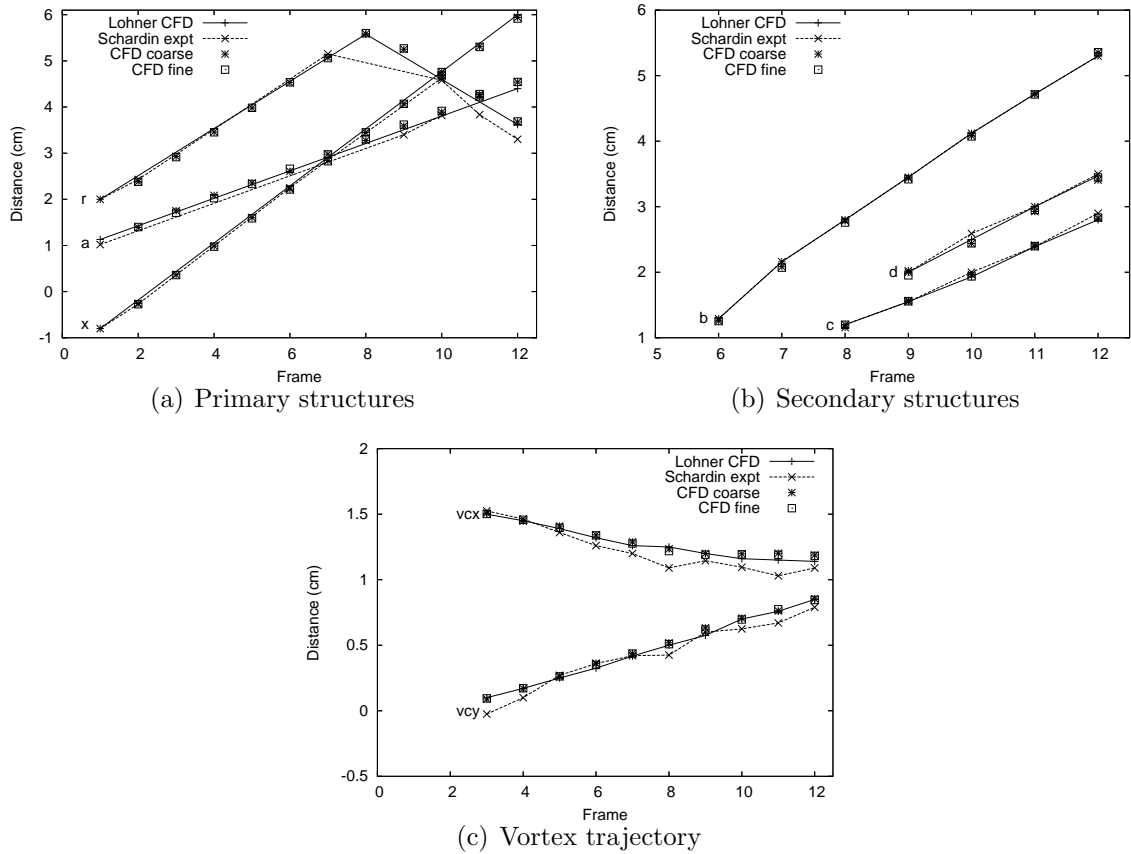 6
5
4
3
2
1
0
-1
Distance (cm)
Lohner CFD
Schardin expt
CFD coarse
CFD fine
r
a
x
0 2 4 6 8 10 12
Frame
(a) Primary structures
6
5
4
3
2
1
Distance (cm)
Lohner CFD
Schardin expt
CFD coarse
CFD fine
b
d
c
5 6 7 8 9 10 11 12
Frame
(b) Secondary structures
2
1.5
1
0.5
0
-0.5
Distance (cm)
Lohner CFD
Schardin expt
CFD coarse
CFD fine
vcx
vcy
0 2 4 6 8 10 12
Frame
(c) Vortex trajectory